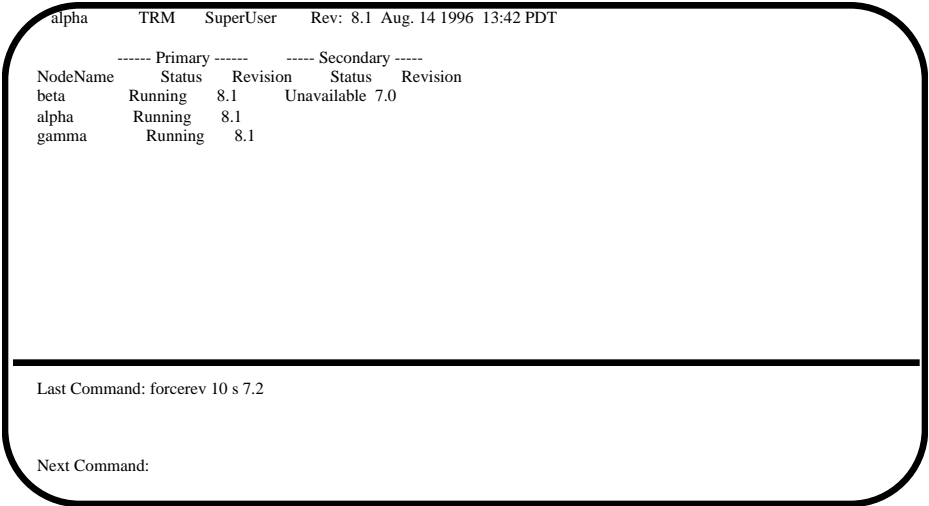 alpha TRM SuperUser Rev: 8.1 Aug. 14 1996 13:42 PDT
------ Primary ------ ----- Secondary -----
NodeName Status Revision Status Revision
beta Running 8.1 Unavailable 7.0
alpha Running 8.1
gamma Running 8.1
Last Command: forcerev 10 s 7.2
Next Command: